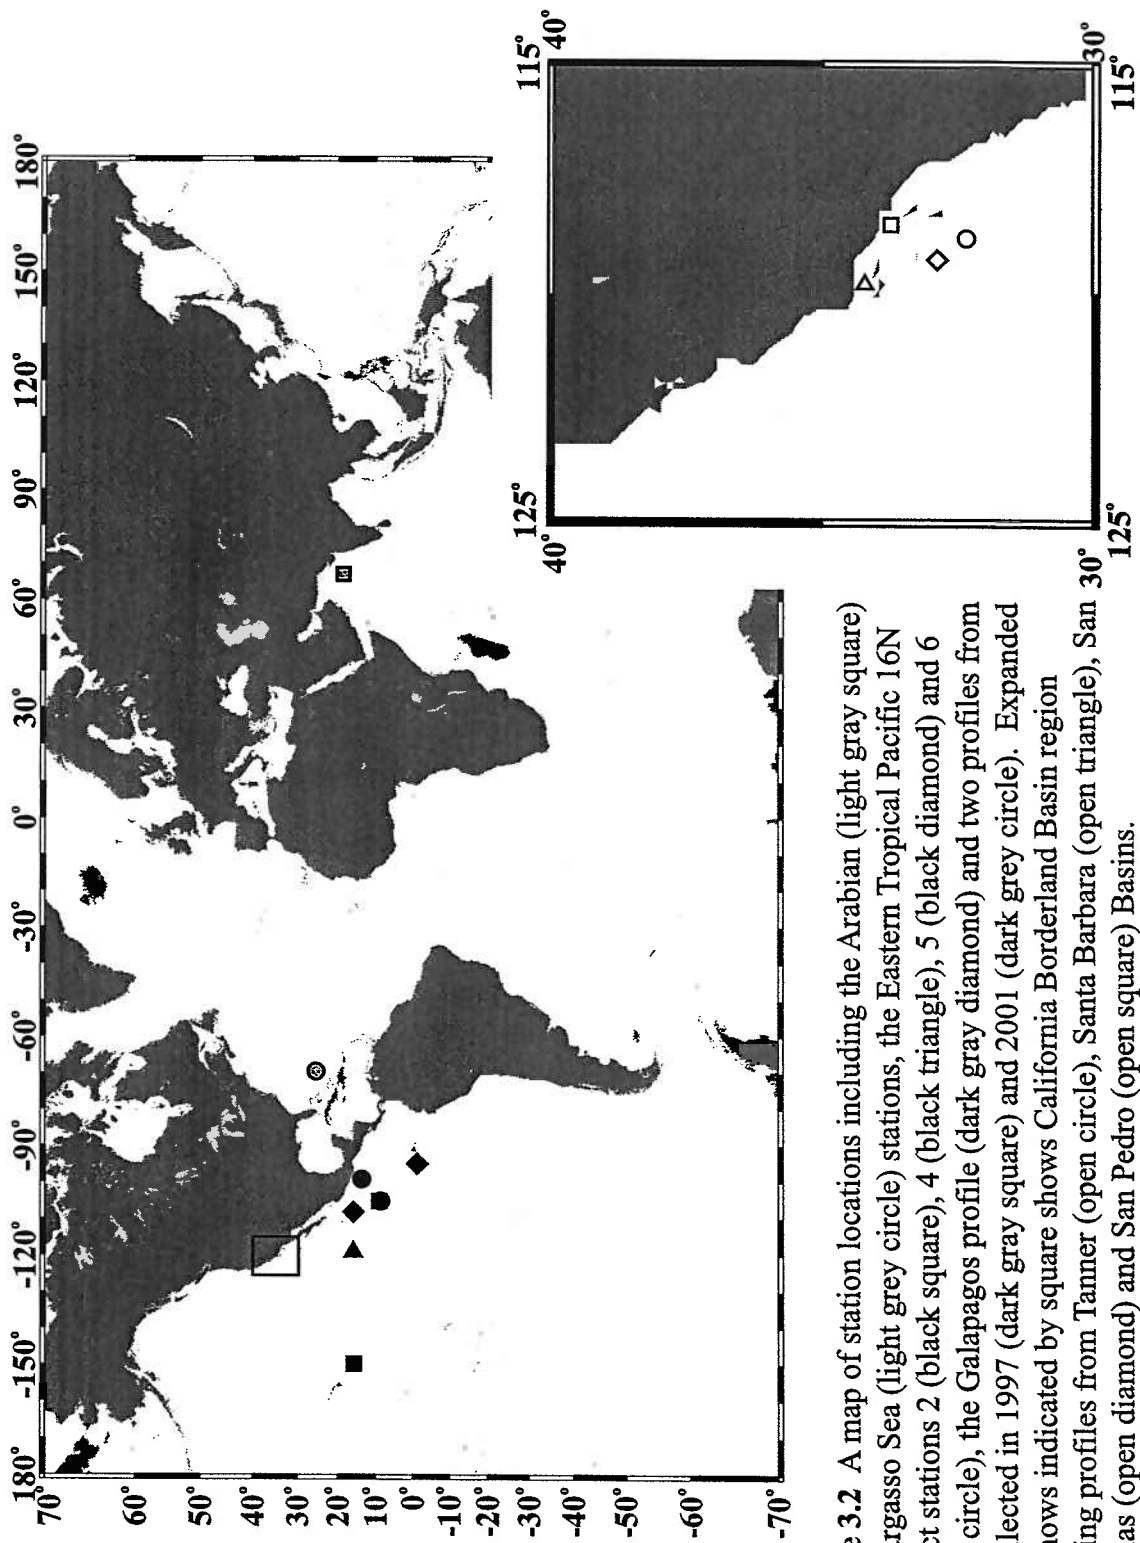 180° -150° -120° -90° -60° -30° 0° 30° 60° 90° 120° 150° 180°
70°
60°
50°
40°
30°
20°
10°
0°
-10°
-20°
-30°
-40°
-50°
-60°
-70°
125° 115°
40° 40°
30° 30°
125° 115°
e 3.2 A map of station locations including the Arabian (light gray square)
rgasso Sea (light grey circle) stations, the Eastern Tropical Pacific 16N
ct stations 2 (black square), 4 (black triangle), 5 (black diamond) and 6
circle), the Galapagos profile (dark gray diamond) and two profiles from
lected in 1997 (dark gray square) and 2001 (dark grey circle). Expanded
hows indicated by square shows California Borderland Basin region
ing profiles from Tanner (open circle), Santa Barbara (open triangle), San
as (open diamond) and San Pedro (open square) Basins.